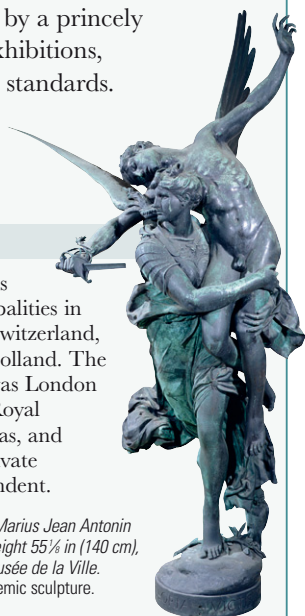 by a princely
xhibitions,
standards.
s
palities in
witzerland,
olland. The
as London
Royal
as, and
vate
ndent.
Marius Jean Antonin
eight 55⅛ in (140 cm),
usée de la Ville.
emic sculpture.